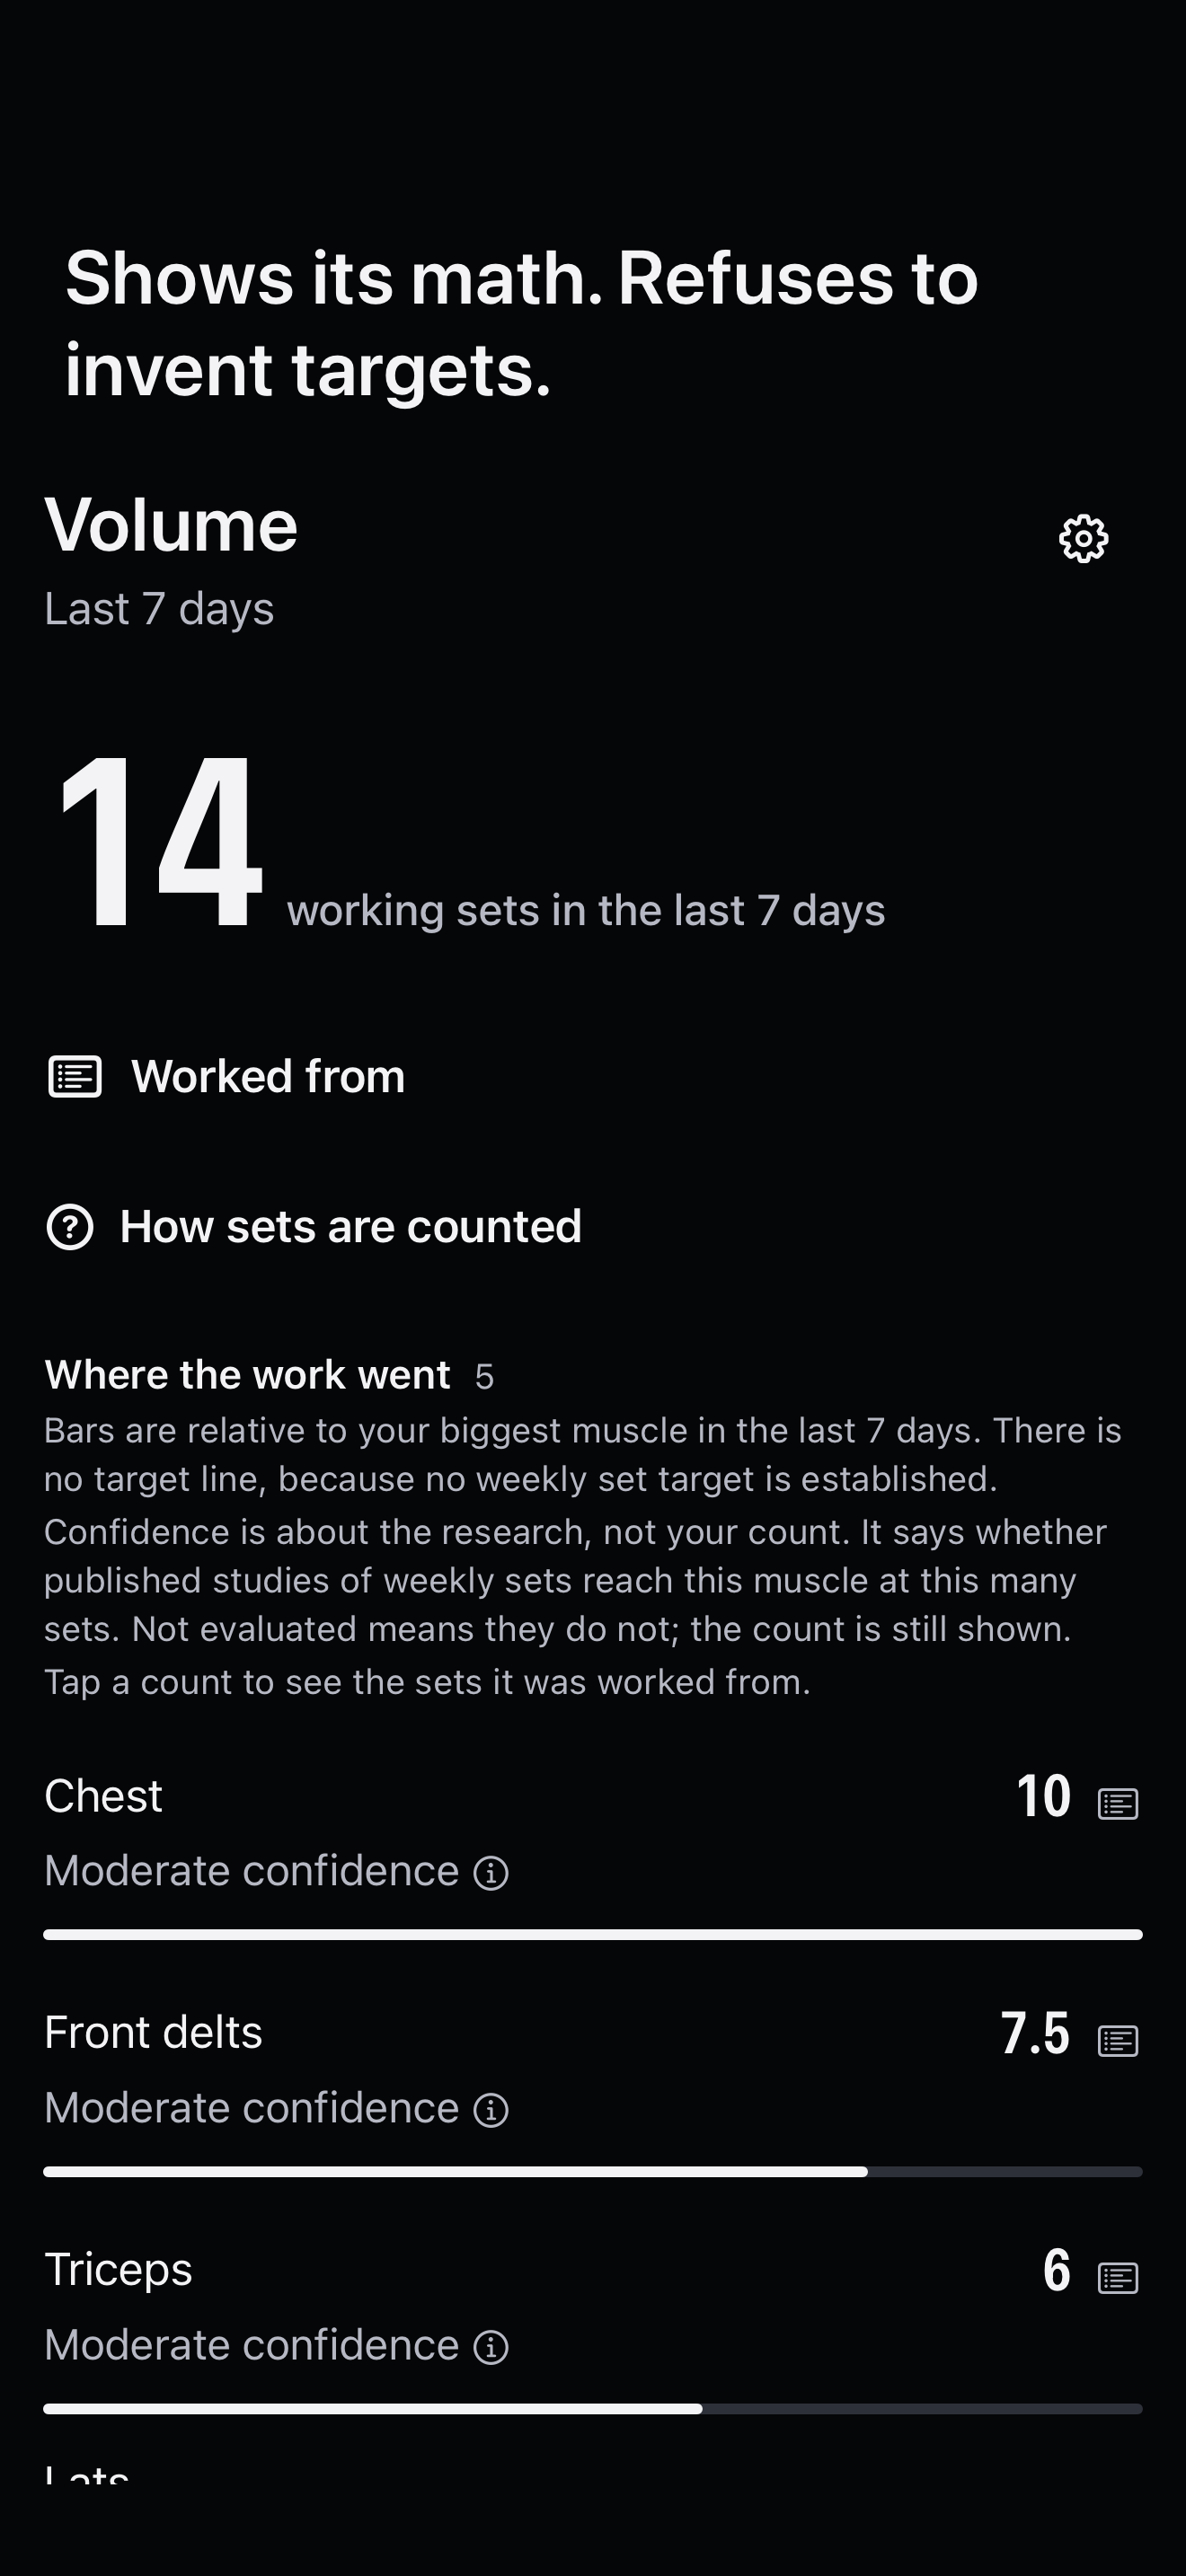 Shows its math. Refuses to
invent targets.
Volume
Last 7 days
14 working sets in the last 7 days
Worked from
How sets are counted
Where the work went 5
Bars are relative to your biggest muscle in the last 7 days. There is
no target line, because no weekly set target is established.
Confidence is about the research, not your count. It says whether
published studies of weekly sets reach this muscle at this many
sets. Not evaluated means they do not; the count is still shown.
Tap a count to see the sets it was worked from.
Chest 10
Moderate confidence
Front delts 7.5
Moderate confidence
Triceps 6
Moderate confidence
Lats